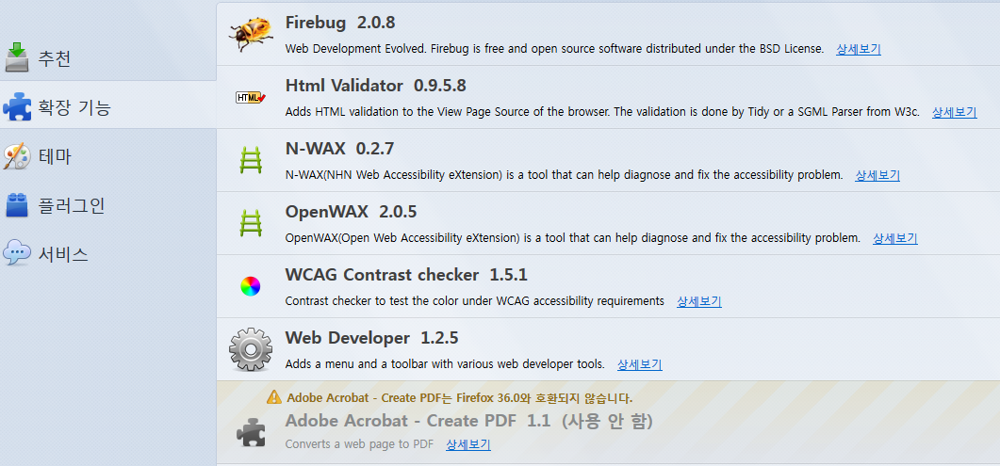 추천
확장 기능
테마
플러그인
서비스
Firebug 2.0.8
Web Development Evolved. Firebug is free and open source software distributed under the BSD License. 상세보기
HTML
Html Validator 0.9.5.8
Adds HTML validation to the View Page Source of the browser. The validation is done by Tidy or a SGML Parser from W3c. 상세보기
N-WAX 0.2.7
N-WAX(NHN Web Accessibility eXtension) is a tool that can help diagnose and fix the accessibility problem. 상세보기
OpenWAX 2.0.5
OpenWAX(Open Web Accessibility eXtension) is a tool that can help diagnose and fix the accessibility problem. 상세보기
WCAG Contrast checker 1.5.1
Contrast checker to test the color under WCAG accessibility requirements 상세보기
Web Developer 1.2.5
Adds a menu and a toolbar with various web developer tools. 상세보기
Adobe Acrobat - Create PDF는 Firefox 36.0와 호환되지 않습니다.
Adobe Acrobat - Create PDF 1.1 (사용 안 함)
Converts a web page to PDF 상세보기